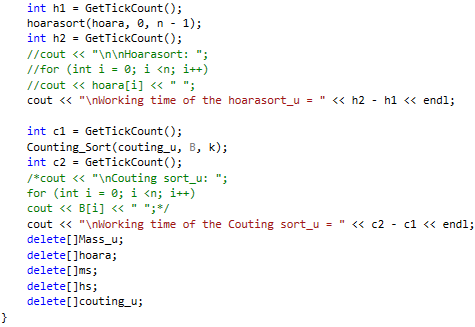 int h1 = GetTickCount();
hoarasort(hoara, 0, n - 1);
int h2 = GetTickCount();
//cout << "\n\nHoarasort: ";
//for (int i = 0; i <n; i++)
//cout << hoara[i] << " ";
cout << "\nWorking time of the hoarasort_u = " << h2 - h1 << endl;

int c1 = GetTickCount();
Counting_Sort(couting_u, B, k);
int c2 = GetTickCount();
/*cout << "\nCouting sort_u: ";
for (int i = 0; i <n; i++)
cout << B[i] << " ";*/
cout << "\nWorking time of the Couting sort_u = " << c2 - c1 << endl;
delete[]Mass_u;
delete[]hoara;
delete[]ms;
delete[]hs;
delete[]couting_u;
}